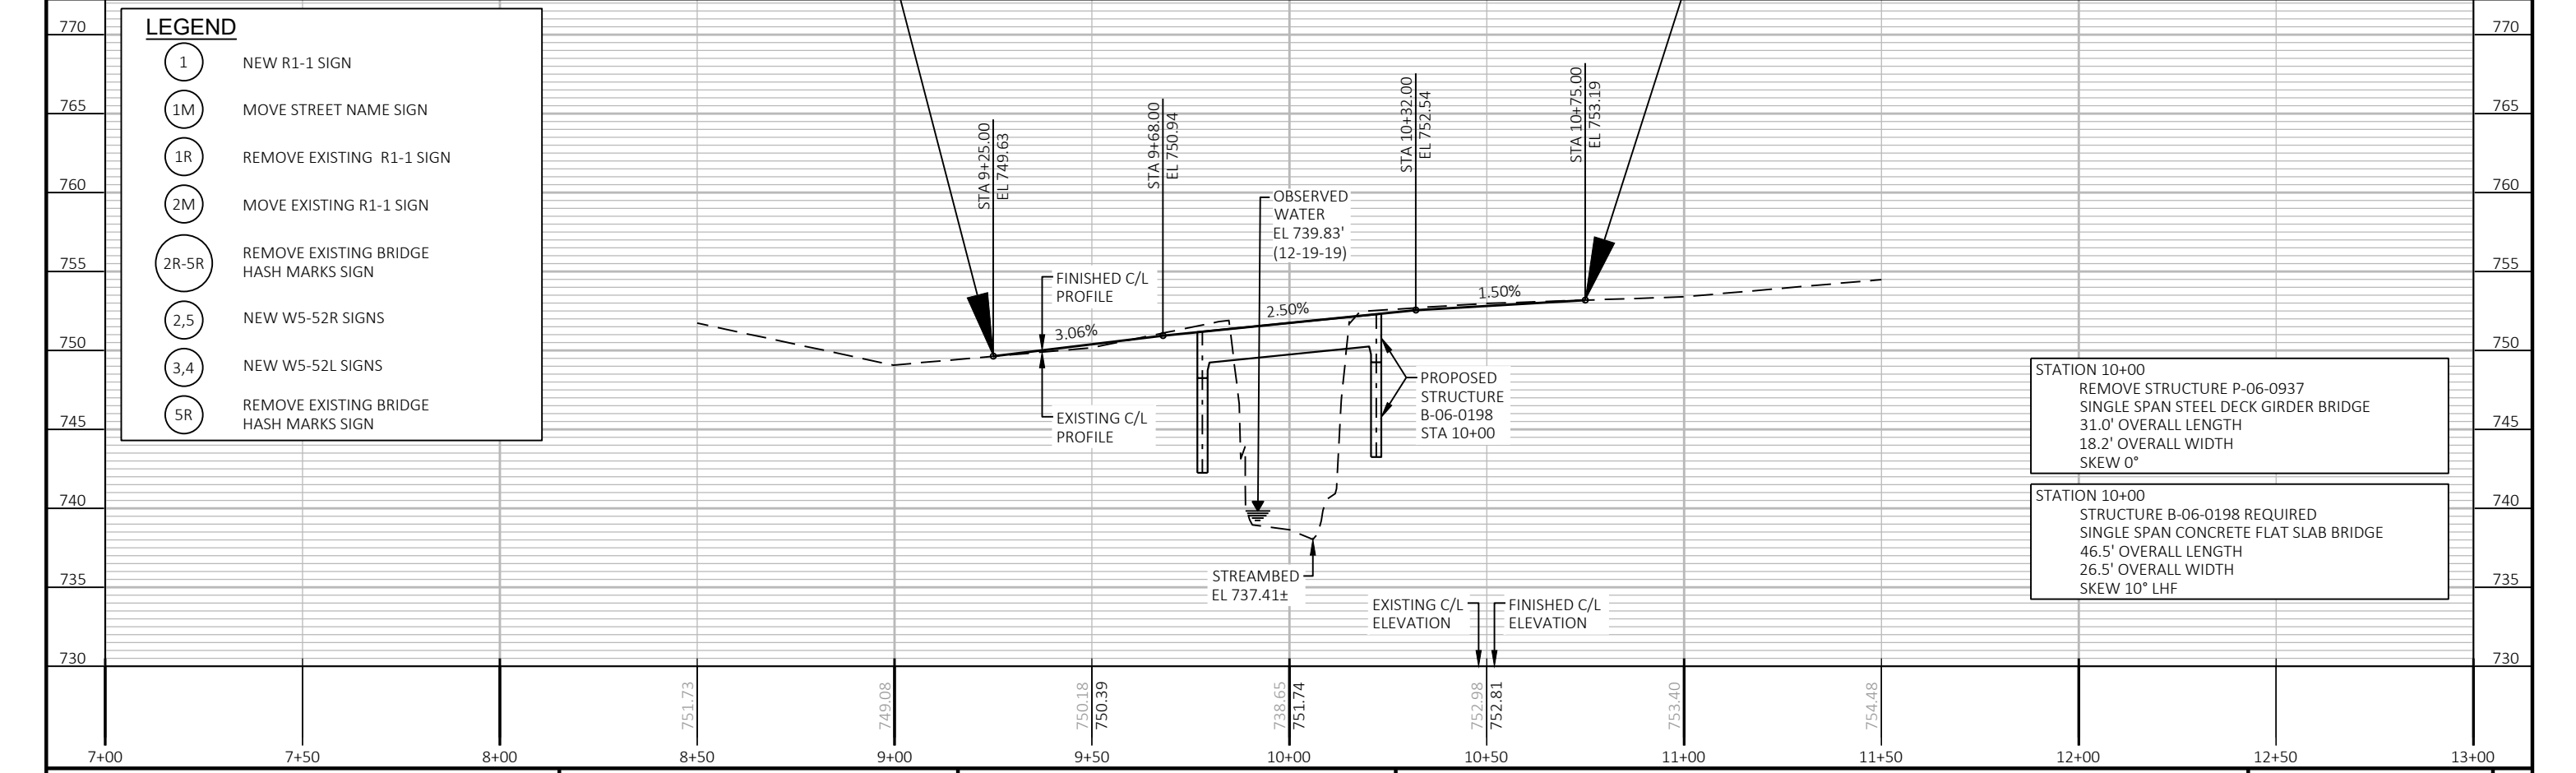 LEGEND
1 NEW R1-1 SIGN
1M MOVE STREET NAME SIGN
1R REMOVE EXISTING R1-1 SIGN
2M MOVE EXISTING R1-1 SIGN
2R-5R REMOVE EXISTING BRIDGE
HASH MARKS SIGN
2,5 NEW W5-52R SIGNS
3,4 NEW W5-52L SIGNS
5R REMOVE EXISTING BRIDGE
HASH MARKS SIGN
770
765
760
755
750
745
740
735
730
STA 9+25.00
EL 749.63
STA 9+68.00
EL 750.94
STA 10+32.00
EL 752.54
STA 10+75.00
EL 753.19
OBSERVED
WATER
EL 739.83'
(12-19-19)
FINISHED C/L
PROFILE
3.06%
2.50%
1.50%
EXISTING C/L
PROFILE
PROPOSED
STRUCTURE
B-06-0198
STA 10+00
STREAMBED
EL 737.41±
EXISTING C/L
ELEVATION
FINISHED C/L
ELEVATION
STATION 10+00
REMOVE STRUCTURE P-06-0937
SINGLE SPAN STEEL DECK GIRDER BRIDGE
31.0' OVERALL LENGTH
18.2' OVERALL WIDTH
SKEW 0°
STATION 10+00
STRUCTURE B-06-0198 REQUIRED
SINGLE SPAN CONCRETE FLAT SLAB BRIDGE
46.5' OVERALL LENGTH
26.5' OVERALL WIDTH
SKEW 10° LHF
770
765
760
755
750
745
740
735
730
751.73
749.08
750.18
750.39
738.65
751.74
752.98
752.81
753.40
754.48
7+00 7+50 8+00 8+50 9+00 9+50 10+00 10+50 11+00 11+50 12+00 12+50 13+00